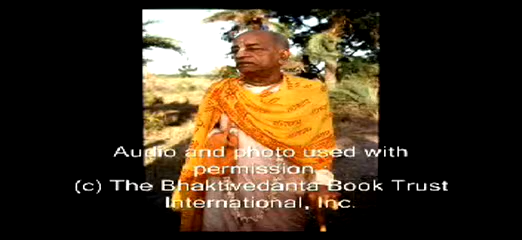 Audio and photo used with
permission.
(c) The Bhaktivedanta Book Trust
International, Inc.